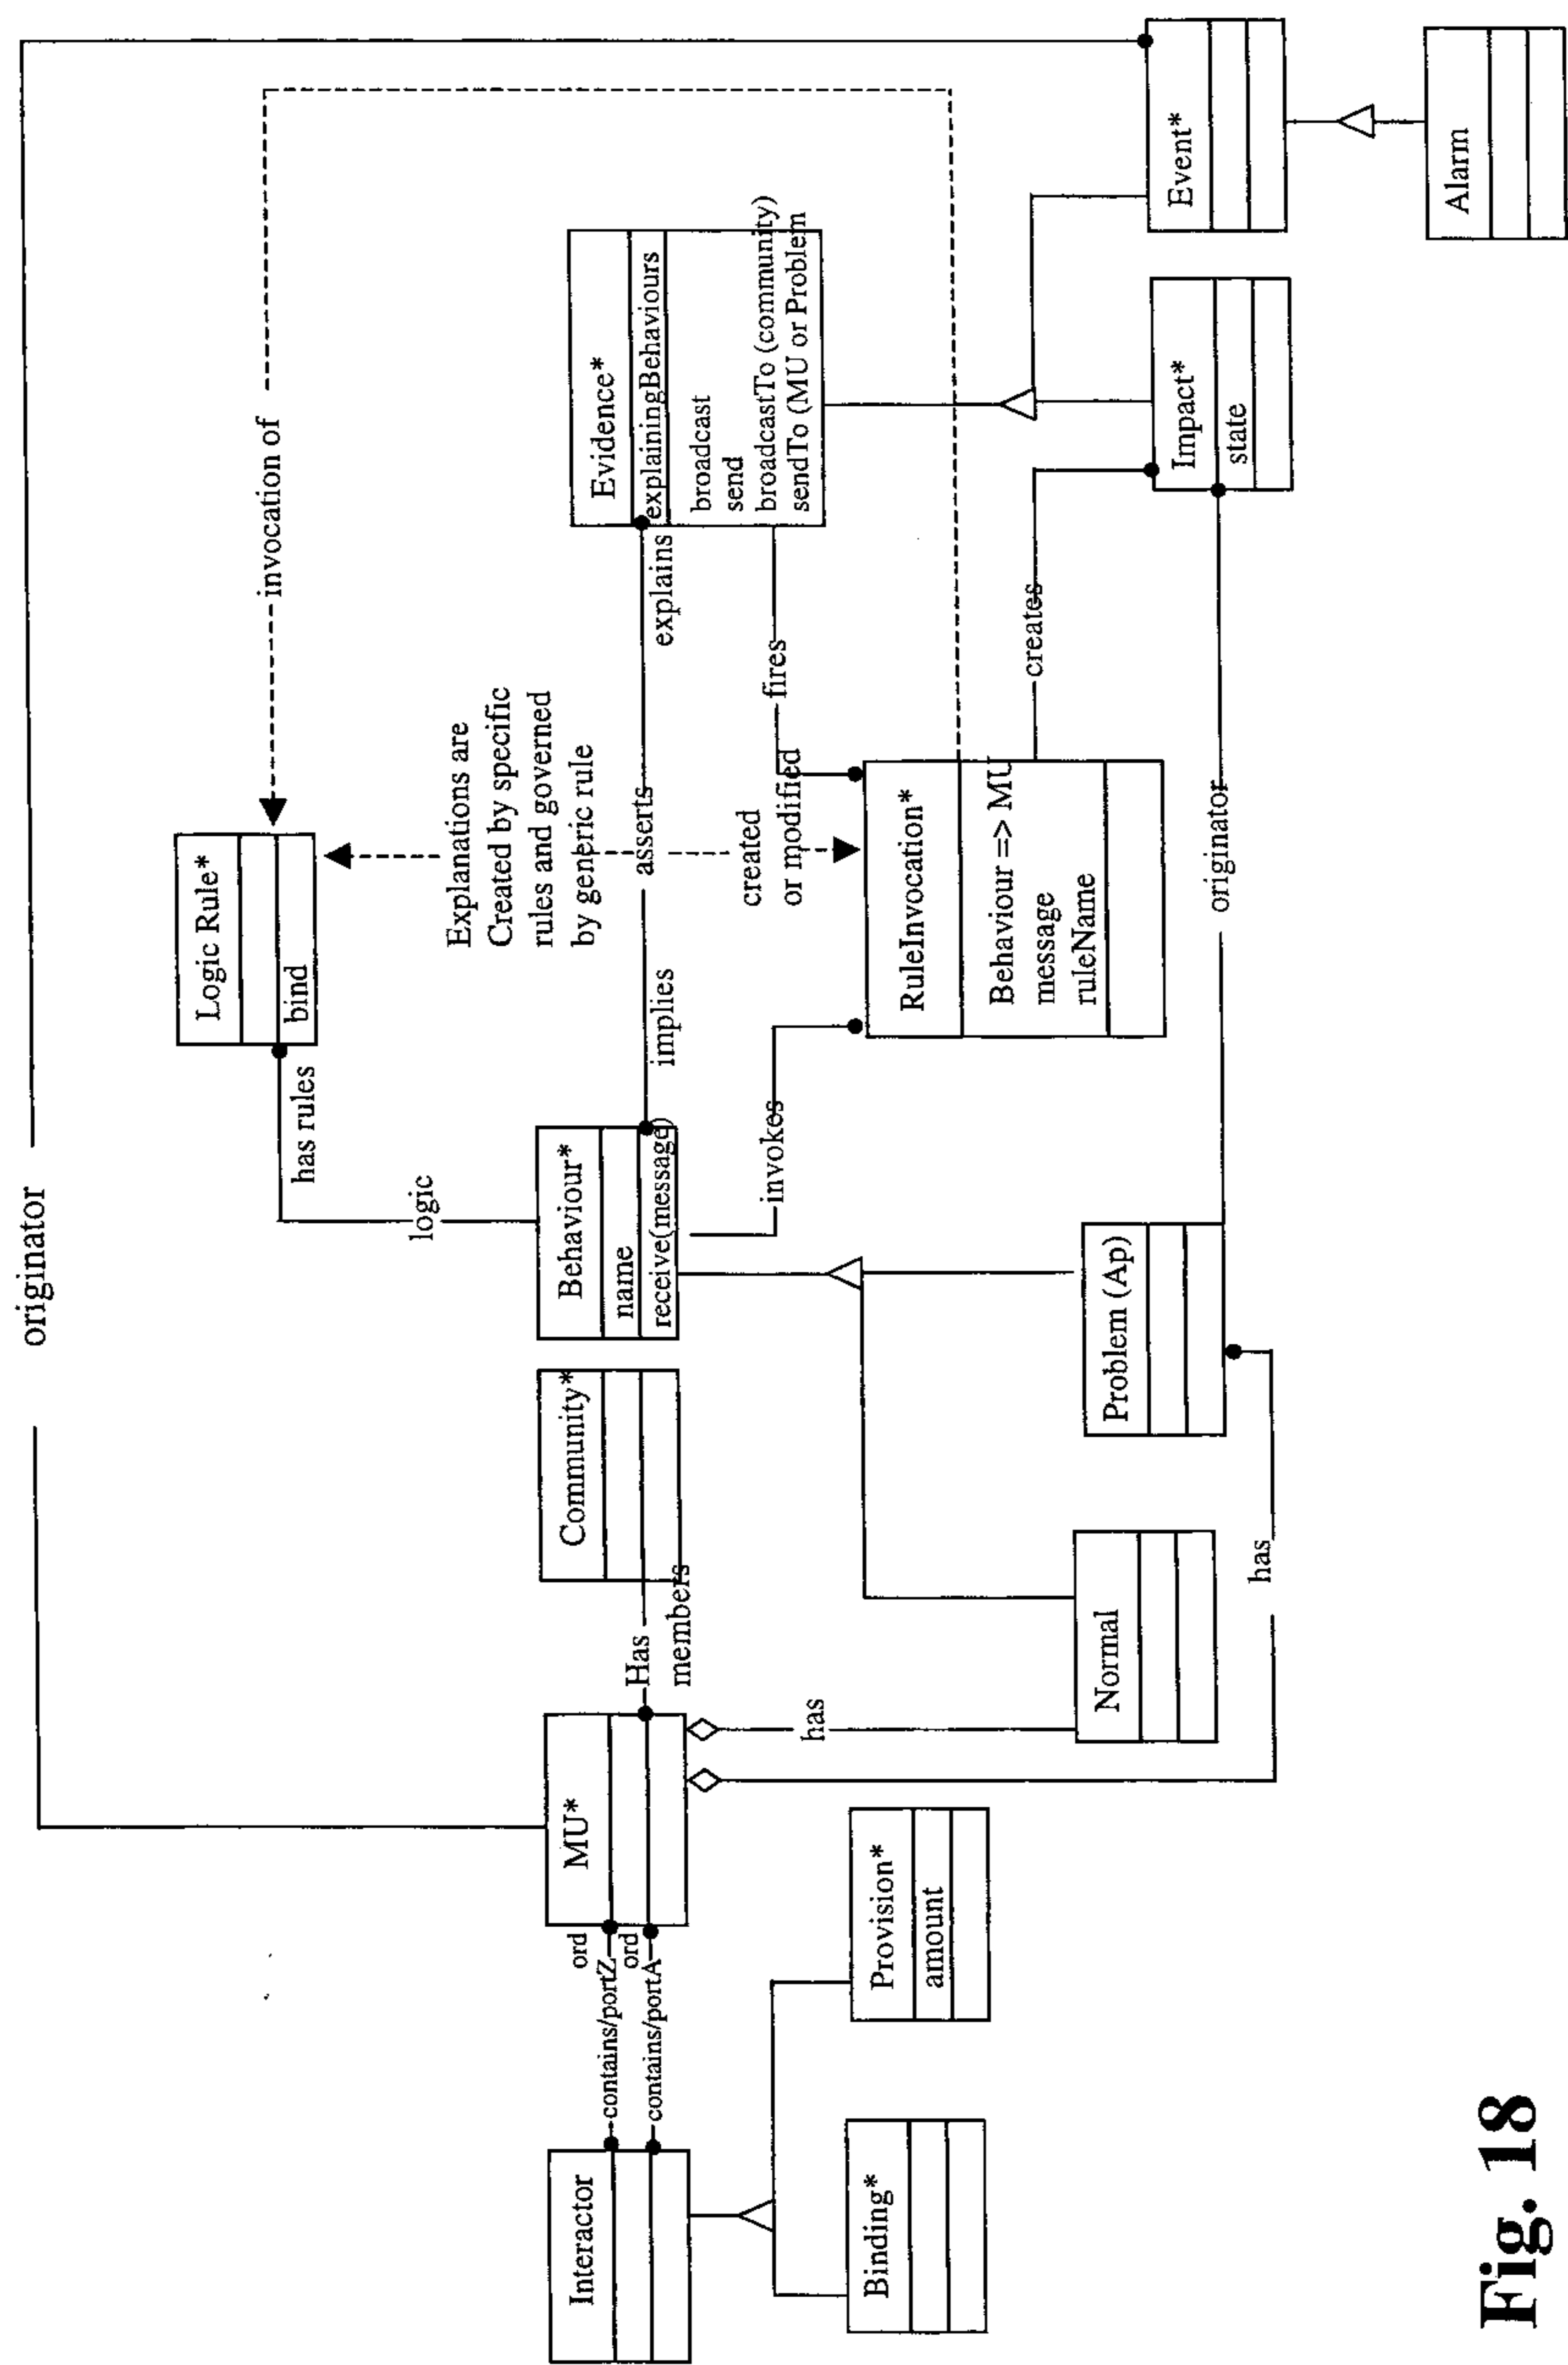 originator
invocation of
Logic Rule*
bind
has rules
logic
Explanations are
Created by specific
rules and governed
by generic rule
Interactor
contains/portZ
contains/portA
ord
ord
MU*
Has
members
Community*
Behaviour*
name
receive(message)
implies
asserts
explains
Evidence*
explainingBehaviours
broadcast
send
broadcastTo (community)
sendTo (MU or Problem
fires
created
or modified
invokes
has
Binding*
Provision*
amount
RuleInvocation*
Behaviour => MU
message
ruleName
creates
Normal
Problem (Ap)
Impact*
state
Event*
originator
has
Alarm
Fig. 18